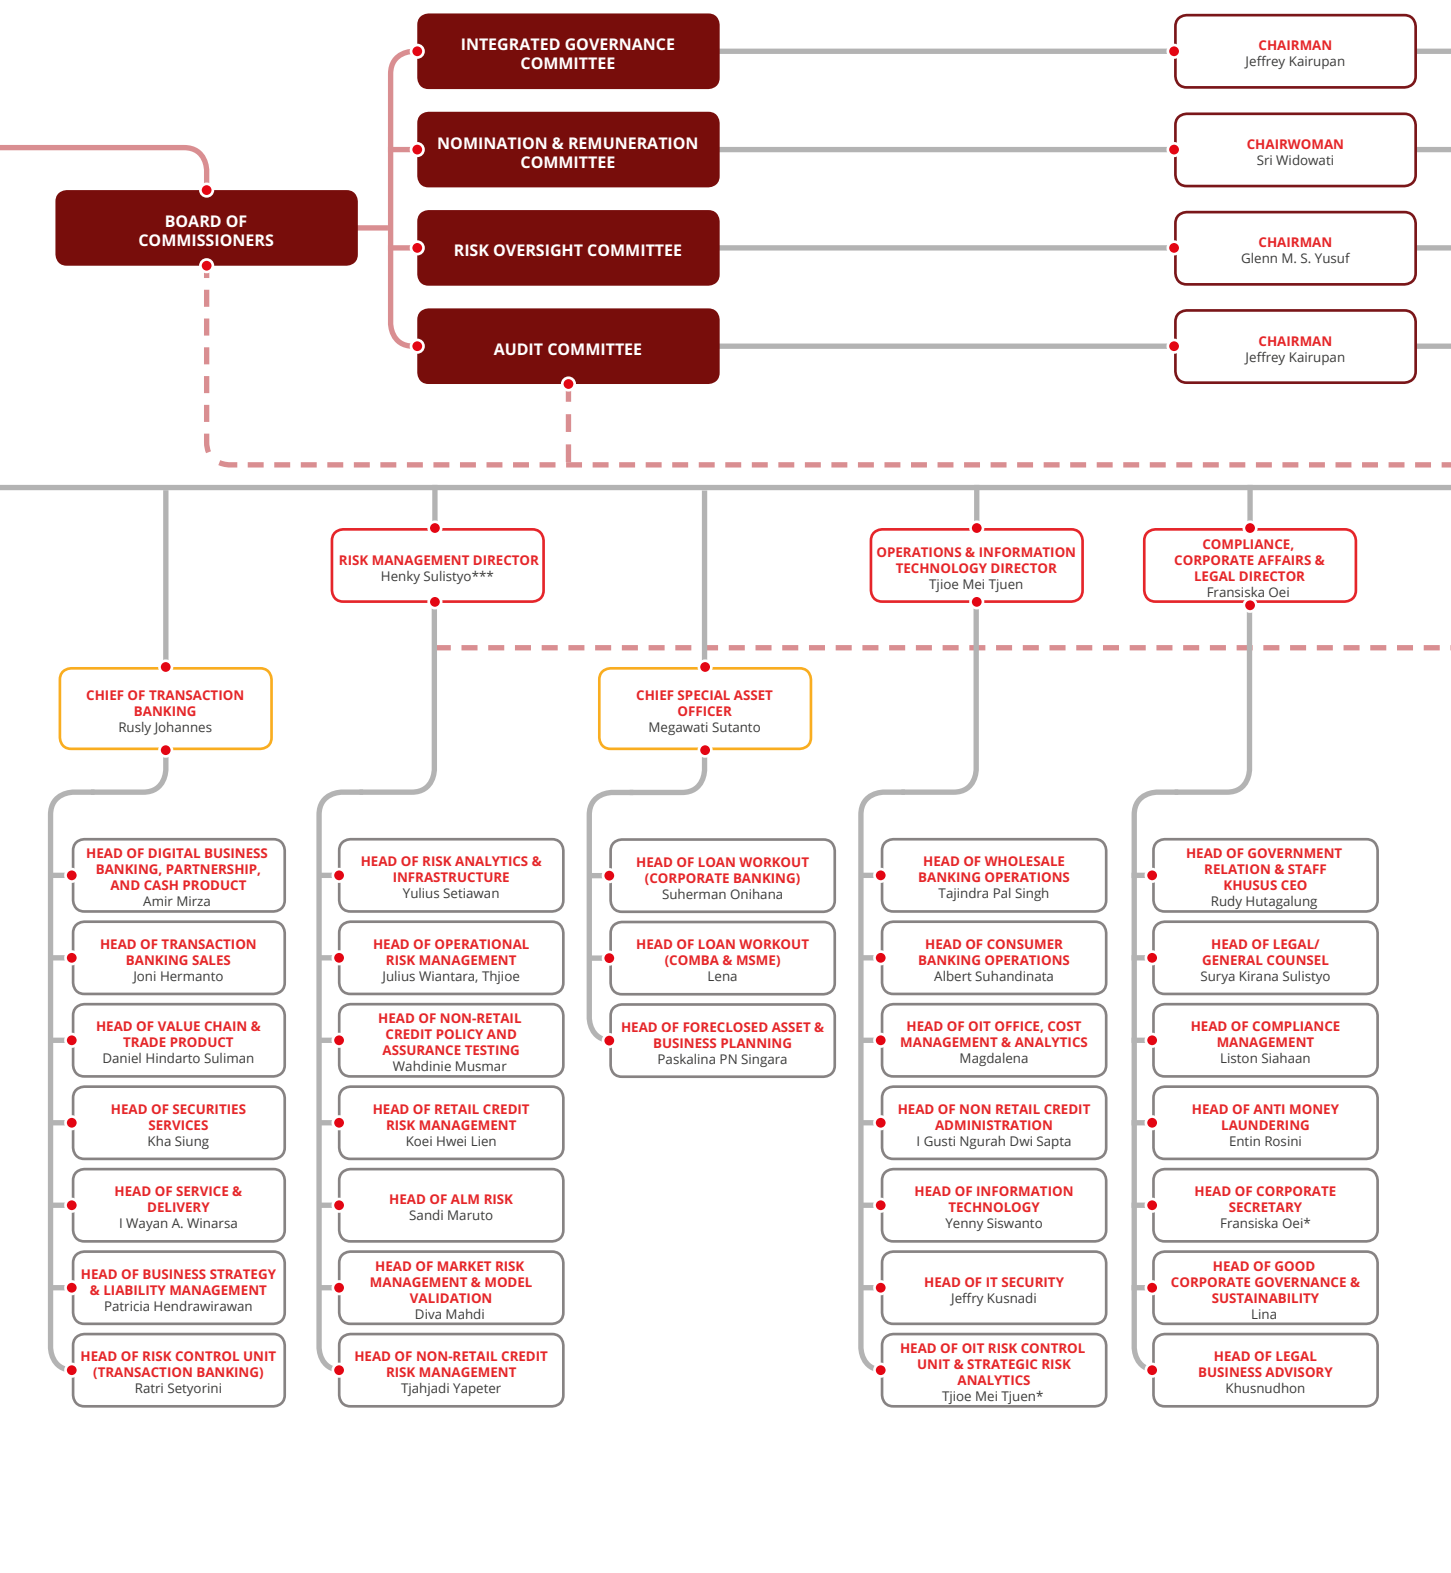 INTEGRATED GOVERNANCE
COMMITTEE
CHAIRMAN
Jeffrey Kairupan
NOMINATION & REMUNERATION
COMMITTEE
CHAIRWOMAN
Sri Widowati
BOARD OF
COMMISSIONERS
RISK OVERSIGHT COMMITTEE
CHAIRMAN
Glenn M. S. Yusuf
AUDIT COMMITTEE
CHAIRMAN
Jeffrey Kairupan
RISK MANAGEMENT DIRECTOR
Henky Sulistyo***
OPERATIONS & INFORMATION
TECHNOLOGY DIRECTOR
Tjioe Mei Tjuen
COMPLIANCE,
CORPORATE AFFAIRS &
LEGAL DIRECTOR
Fransiska Oei
CHIEF OF TRANSACTION
BANKING
Rusly Johannes
CHIEF SPECIAL ASSET
OFFICER
Megawati Sutanto
HEAD OF DIGITAL BUSINESS
BANKING, PARTNERSHIP,
AND CASH PRODUCT
Amir Mirza
HEAD OF TRANSACTION
BANKING SALES
Joni Hermanto
HEAD OF VALUE CHAIN &
TRADE PRODUCT
Daniel Hindarto Suliman
HEAD OF SECURITIES
SERVICES
Kha Siung
HEAD OF SERVICE &
DELIVERY
I Wayan A. Winarsa
HEAD OF BUSINESS STRATEGY
& LIABILITY MANAGEMENT
Patricia Hendrawirawan
HEAD OF RISK CONTROL UNIT
(TRANSACTION BANKING)
Ratri Setyorini
HEAD OF RISK ANALYTICS &
INFRASTRUCTURE
Yulius Setiawan
HEAD OF OPERATIONAL
RISK MANAGEMENT
Julius Wiantara, Thjioe
HEAD OF NON-RETAIL
CREDIT POLICY AND
ASSURANCE TESTING
Wahdinie Musmar
HEAD OF RETAIL CREDIT
RISK MANAGEMENT
Koei Hwei Lien
HEAD OF ALM RISK
Sandi Maruto
HEAD OF MARKET RISK
MANAGEMENT & MODEL
VALIDATION
Diva Mahdi
HEAD OF NON-RETAIL CREDIT
RISK MANAGEMENT
Tjahjadi Yapeter
HEAD OF LOAN WORKOUT
(CORPORATE BANKING)
Suherman Onihana
HEAD OF LOAN WORKOUT
(COMBA & MSME)
Lena
HEAD OF FORECLOSED ASSET &
BUSINESS PLANNING
Paskalina PN Singara
HEAD OF WHOLESALE
BANKING OPERATIONS
Tajindra Pal Singh
HEAD OF CONSUMER
BANKING OPERATIONS
Albert Suhandinata
HEAD OF OIT OFFICE, COST
MANAGEMENT & ANALYTICS
Magdalena
HEAD OF NON RETAIL CREDIT
ADMINISTRATION
I Gusti Ngurah Dwi Sapta
HEAD OF INFORMATION
TECHNOLOGY
Yenny Siswanto
HEAD OF IT SECURITY
Jeffry Kusnadi
HEAD OF OIT RISK CONTROL
UNIT & STRATEGIC RISK
ANALYTICS
Tjioe Mei Tjuen*
HEAD OF GOVERNMENT
RELATION & STAFF
KHUSUS CEO
Rudy Hutagalung
HEAD OF LEGAL/
GENERAL COUNSEL
Surya Kirana Sulistyo
HEAD OF COMPLIANCE
MANAGEMENT
Liston Siahaan
HEAD OF ANTI MONEY
LAUNDERING
Entin Rosini
HEAD OF CORPORATE
SECRETARY
Fransiska Oei*
HEAD OF GOOD
CORPORATE GOVERNANCE &
SUSTAINABILITY
Lina
HEAD OF LEGAL
BUSINESS ADVISORY
Khusnudhon